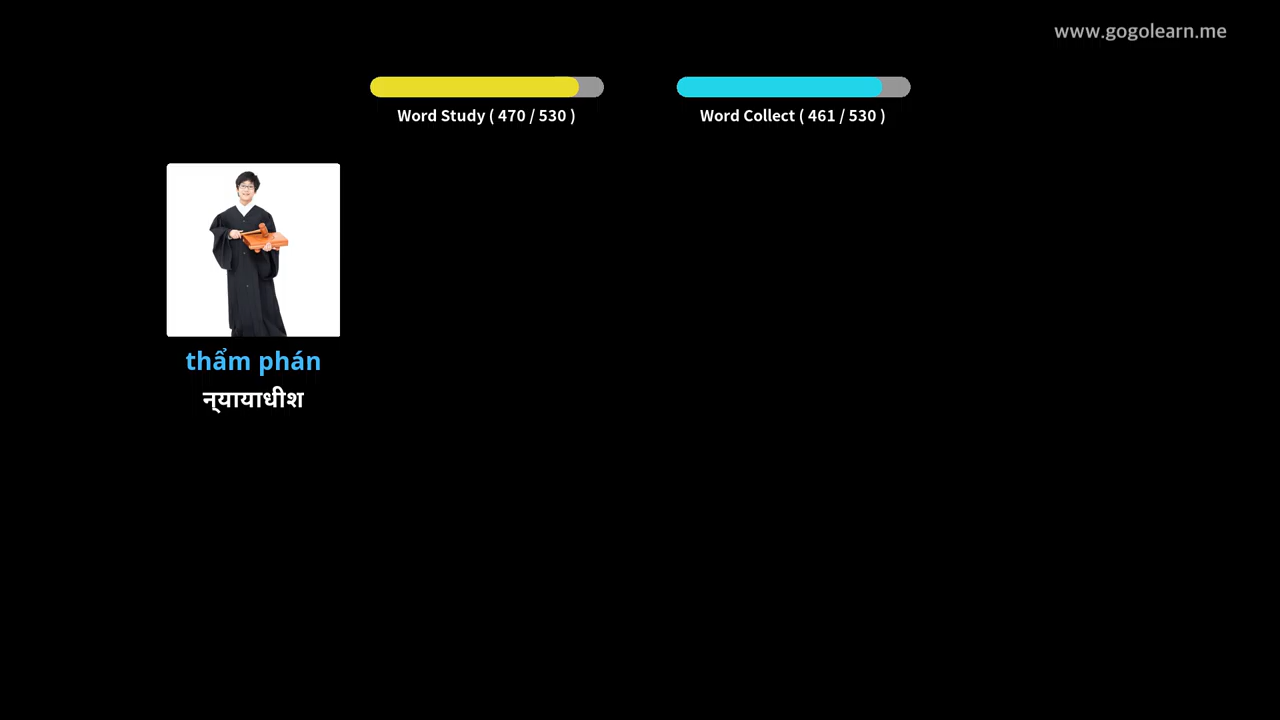 www.gogolearn.me
Word Study ( 470 / 530 )
Word Collect ( 461 / 530 )
thẩm phán
न्यायाधीश